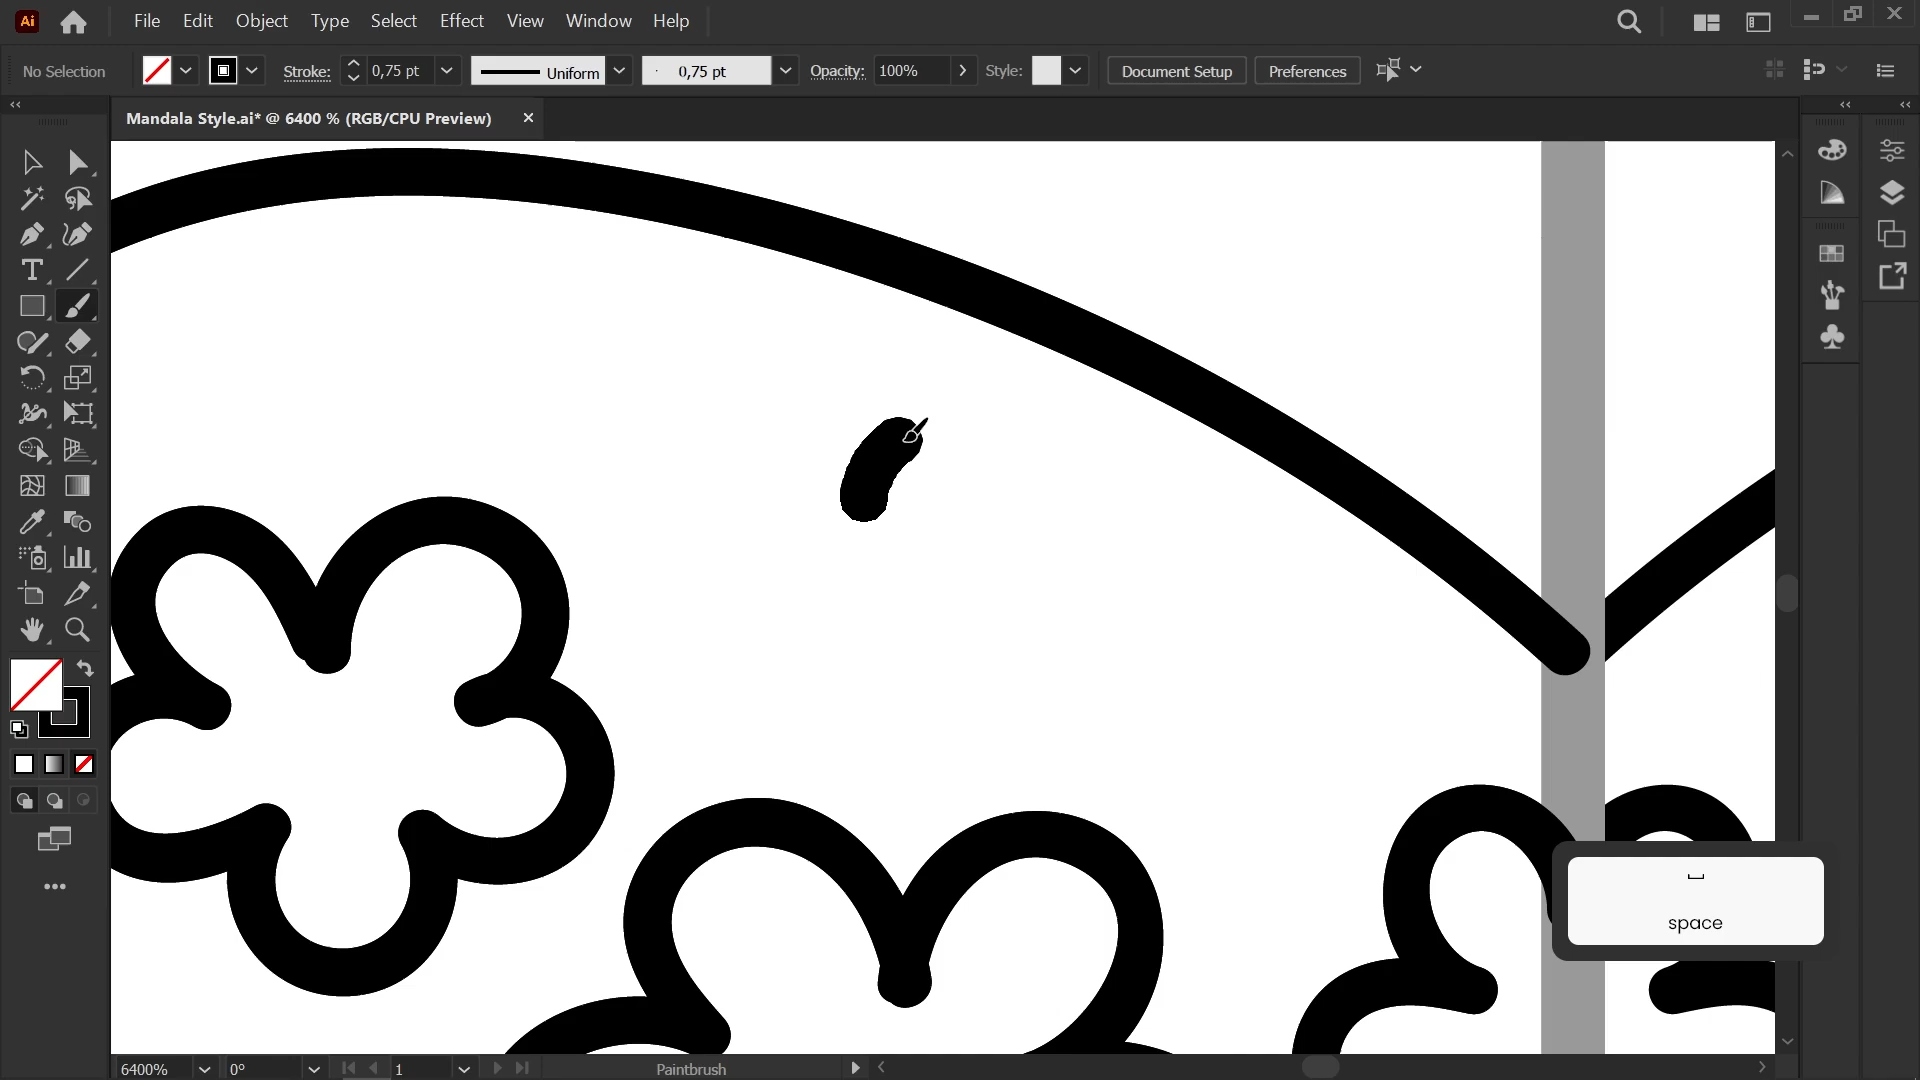 Ai File Edit Object Type Select Effect View Window Help
No Selection Stroke: 0,75 pt Uniform 0,75 pt Opacity: 100% Style: Document Setup Preferences
Mandala Style.ai* @ 6400 % (RGB/CPU Preview)
space
6400% 0° 1 Paintbrush